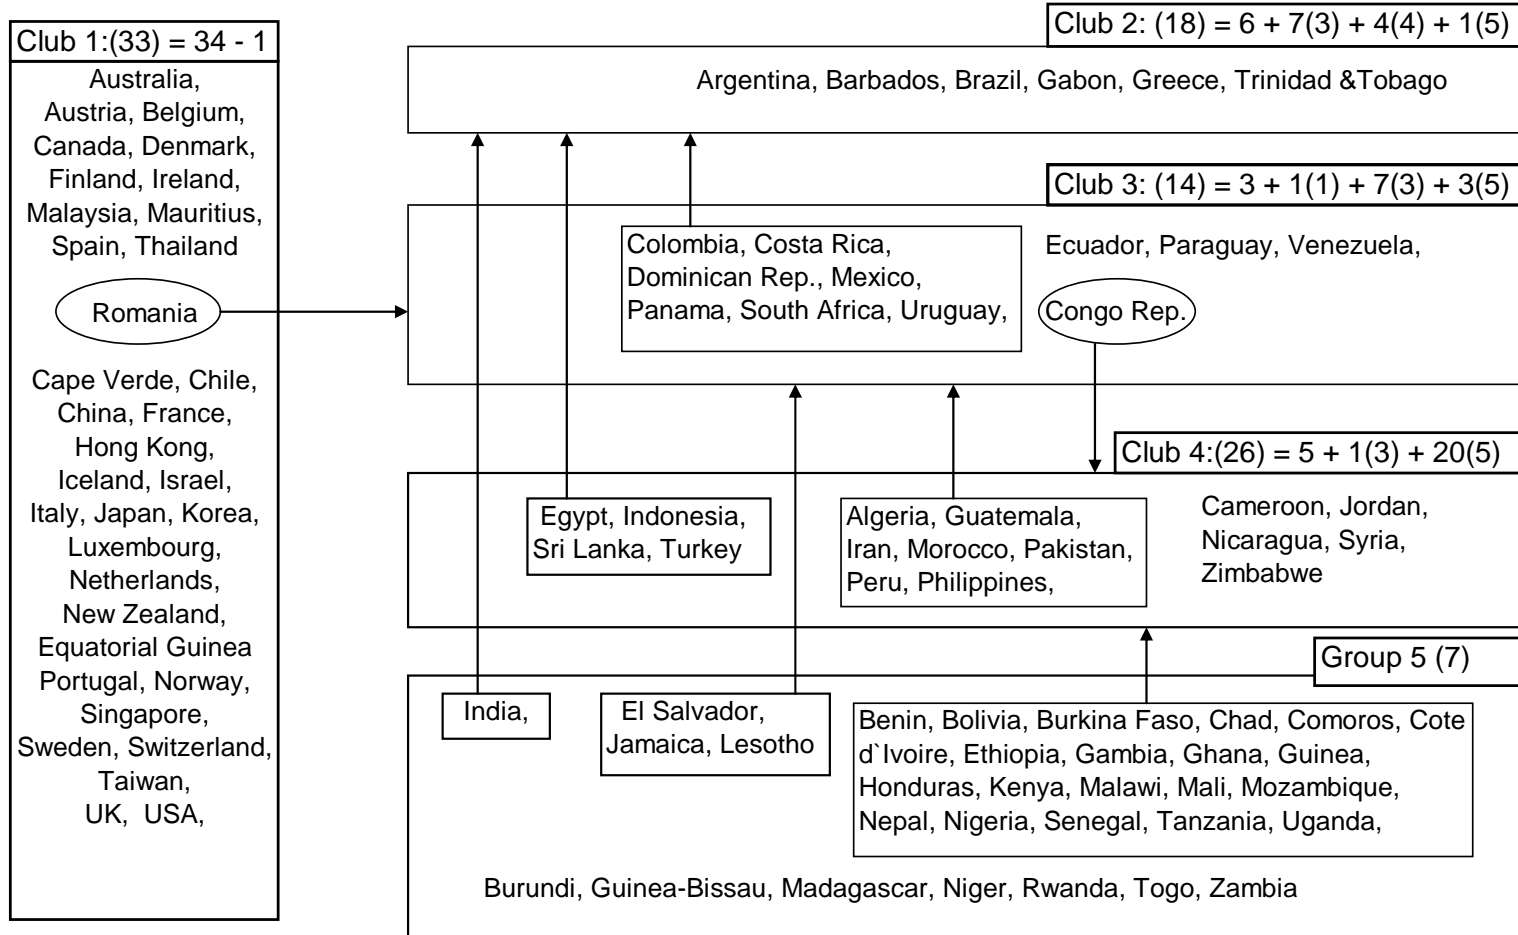 Club 1:(33) = 34 - 1
Australia,
Austria, Belgium,
Canada, Denmark,
Finland, Ireland,
Malaysia, Mauritius,
Spain, Thailand
Romania
Cape Verde, Chile,
China, France,
Hong Kong,
Iceland, Israel,
Italy, Japan, Korea,
Luxembourg,
Netherlands,
New Zealand,
Equatorial Guinea
Portugal, Norway,
Singapore,
Sweden, Switzerland,
Taiwan,
UK, USA,
Club 2: (18) = 6 + 7(3) + 4(4) + 1(5)
Argentina, Barbados, Brazil, Gabon, Greece, Trinidad &Tobago
Club 3: (14) = 3 + 1(1) + 7(3) + 3(5)
Colombia, Costa Rica,
Dominican Rep., Mexico,
Panama, South Africa, Uruguay,
Ecuador, Paraguay, Venezuela,
Congo Rep.
Club 4:(26) = 5 + 1(3) + 20(5)
Egypt, Indonesia,
Sri Lanka, Turkey
Algeria, Guatemala,
Iran, Morocco, Pakistan,
Peru, Philippines,
Cameroon, Jordan,
Nicaragua, Syria,
Zimbabwe
Group 5 (7)
India,
El Salvador,
Jamaica, Lesotho
Benin, Bolivia, Burkina Faso, Chad, Comoros, Cote
d`Ivoire, Ethiopia, Gambia, Ghana, Guinea,
Honduras, Kenya, Malawi, Mali, Mozambique,
Nepal, Nigeria, Senegal, Tanzania, Uganda,
Burundi, Guinea-Bissau, Madagascar, Niger, Rwanda, Togo, Zambia